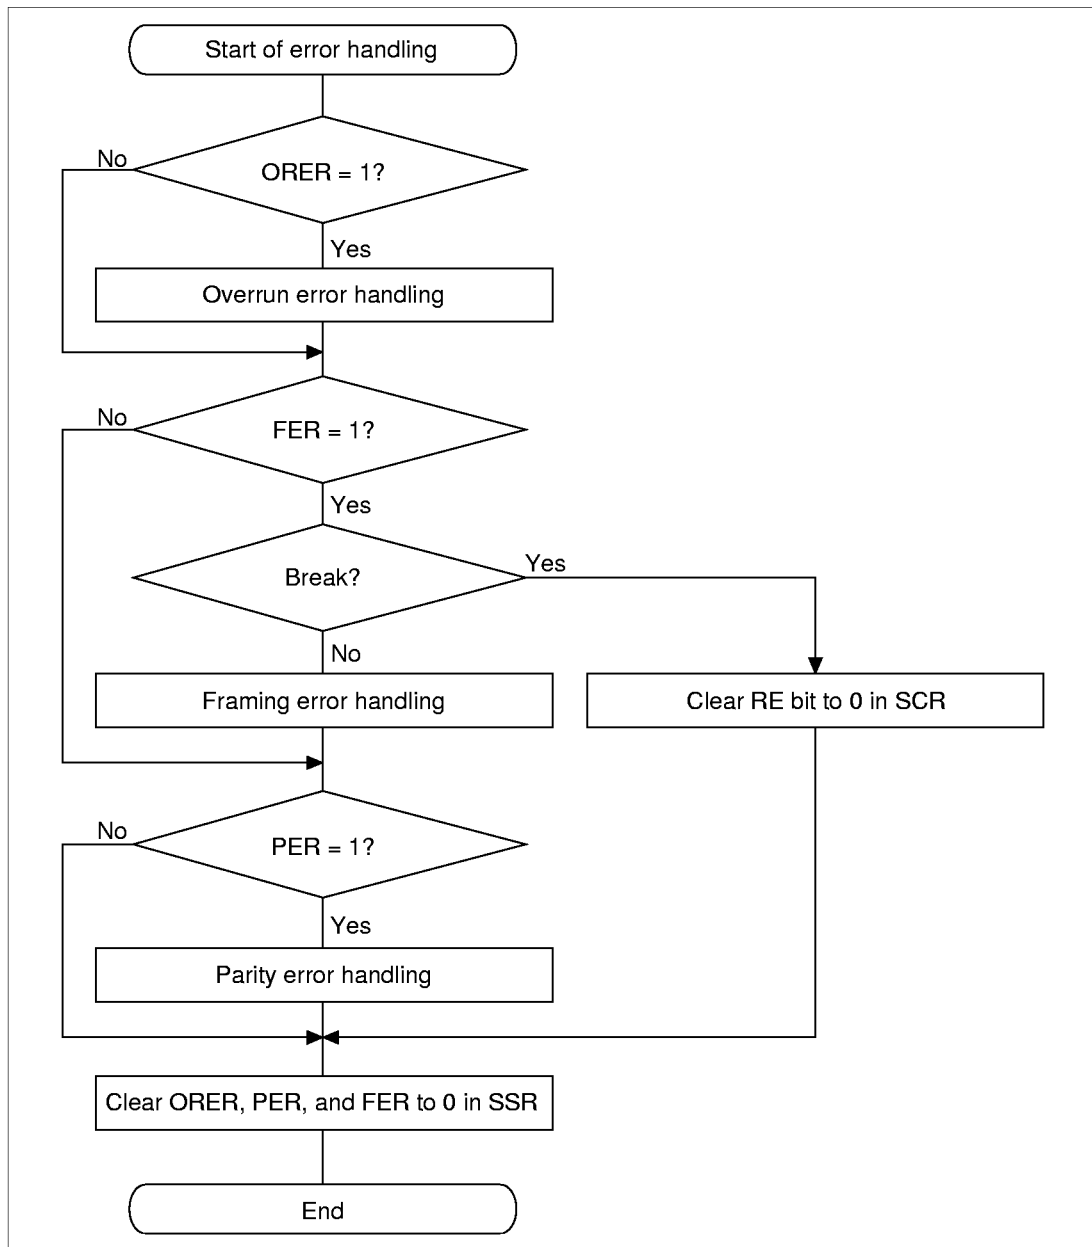 Start of error handling
No
ORER = 1?
Yes
Overrun error handling
No
FER = 1?
Yes
Break?
Yes
No
Framing error handling
Clear RE bit to 0 in SCR
No
PER = 1?
Yes
Parity error handling
Clear ORER, PER, and FER to 0 in SSR
End